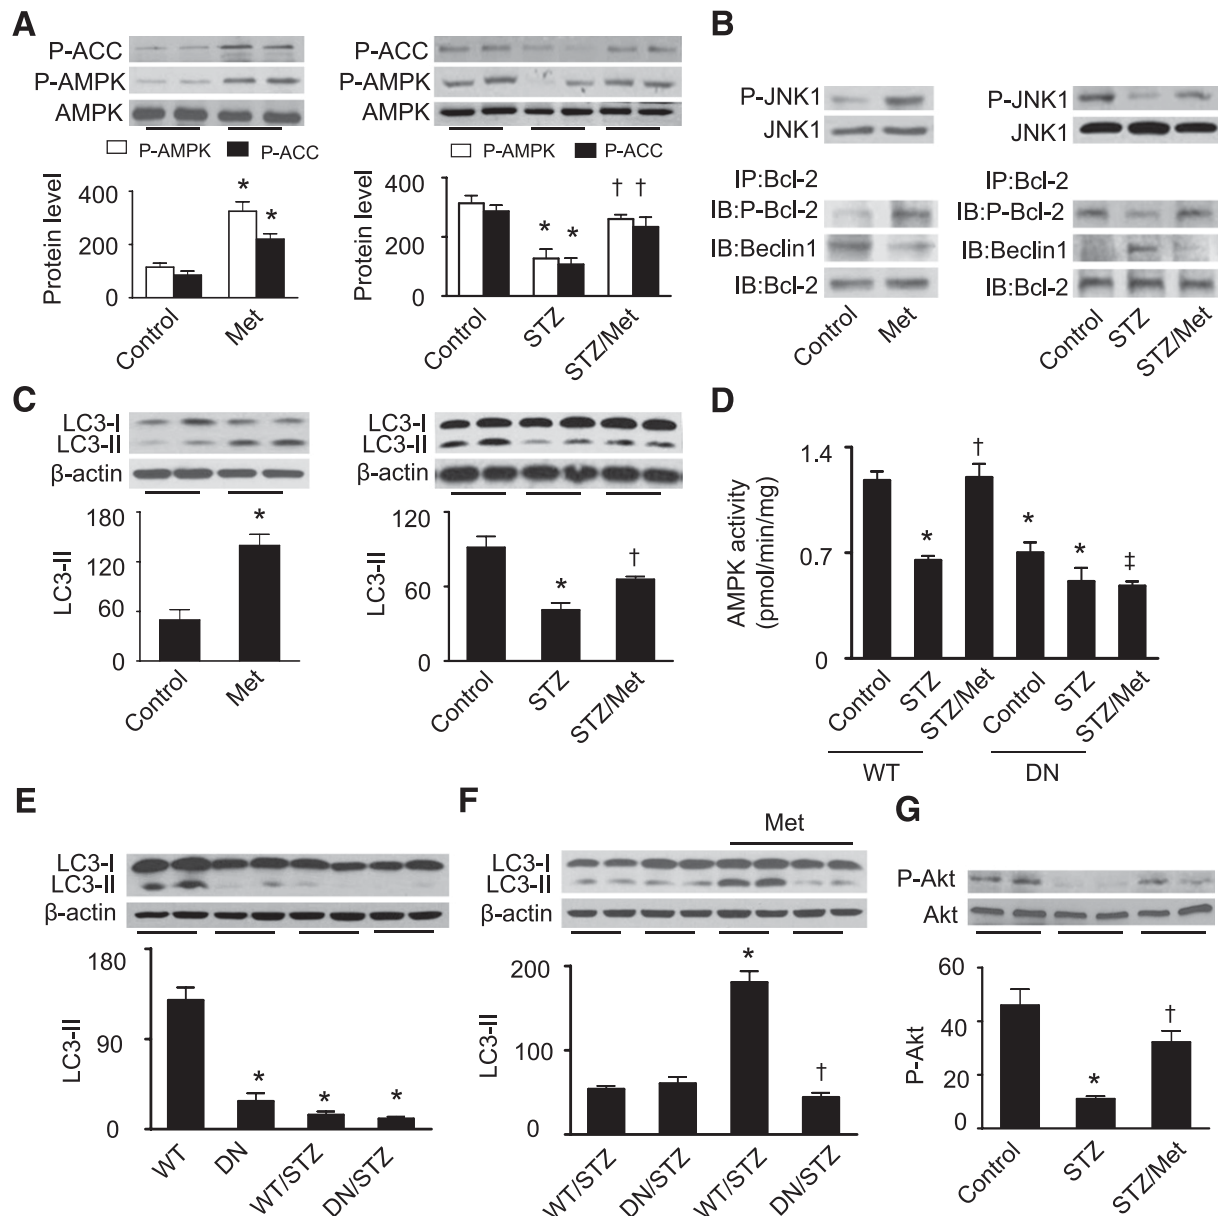 A
P-ACC
P-AMPK
AMPK
P-AMPK P-ACC
Protein level
400
200
0
*
*
Control
Met
P-ACC
P-AMPK
AMPK
P-AMPK P-ACC
Protein level
400
200
0
* *
† †
Control
STZ
STZ/Met
B
P-JNK1
JNK1
IP:Bcl-2
IB:P-Bcl-2
IB:Beclin1
IB:Bcl-2
Control
Met
P-JNK1
JNK1
IP:Bcl-2
IB:P-Bcl-2
IB:Beclin1
IB:Bcl-2
Control
STZ
STZ/Met
C
LC3-I
LC3-II
β-actin
LC3-II
180
120
60
0
*
Control
Met
LC3-I
LC3-II
β-actin
LC3-II
120
60
0
*
†
Control
STZ
STZ/Met
D
AMPK activity
(pmol/min/mg)
1.4
0.7
0
*
†
*
*
‡
Control
STZ
STZ/Met
Control
STZ
STZ/Met
WT
DN
E
LC3-I
LC3-II
β-actin
LC3-II
180
90
0
*
*
*
WT
DN
WT/STZ
DN/STZ
F
Met
LC3-I
LC3-II
β-actin
LC3-II
200
100
0
*
†
WT/STZ
DN/STZ
WT/STZ
DN/STZ
G
P-Akt
Akt
P-Akt
60
40
20
0
*
†
Control
STZ
STZ/Met